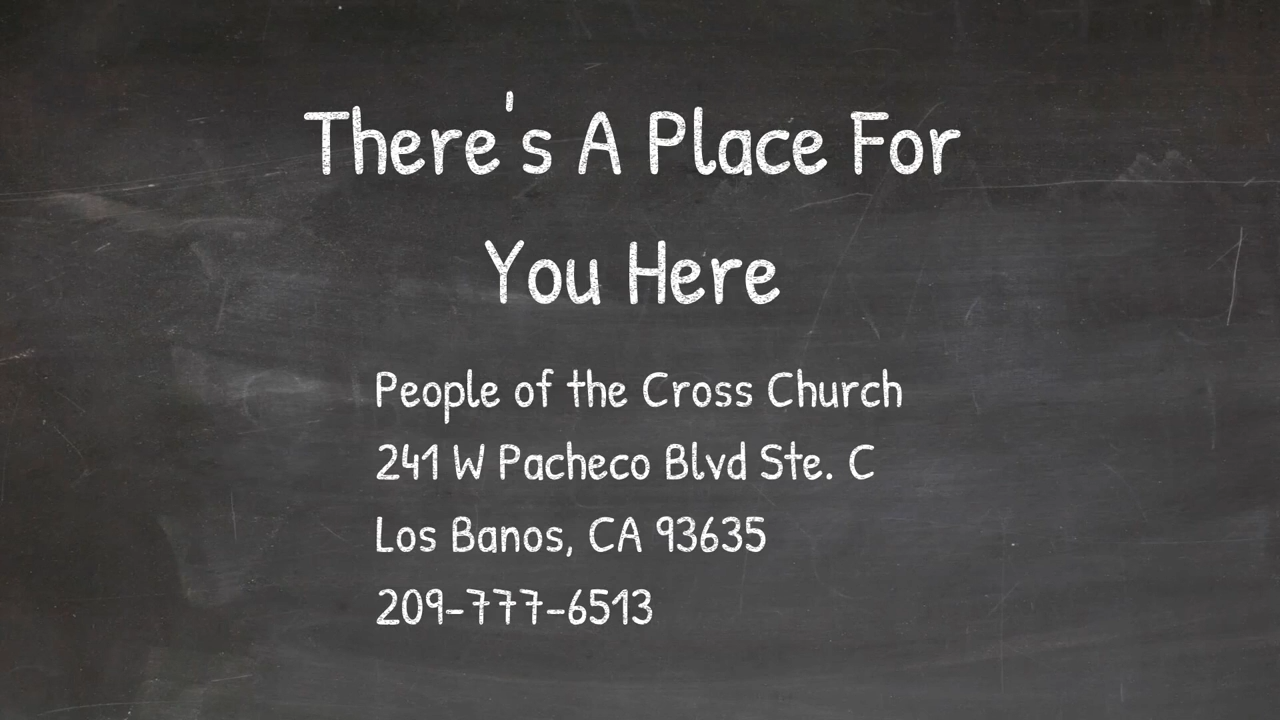 There's A Place For
You Here
People of the Cross Church
241 W Pacheco Blvd Ste. C
Los Banos, CA 93635
209-777-6513